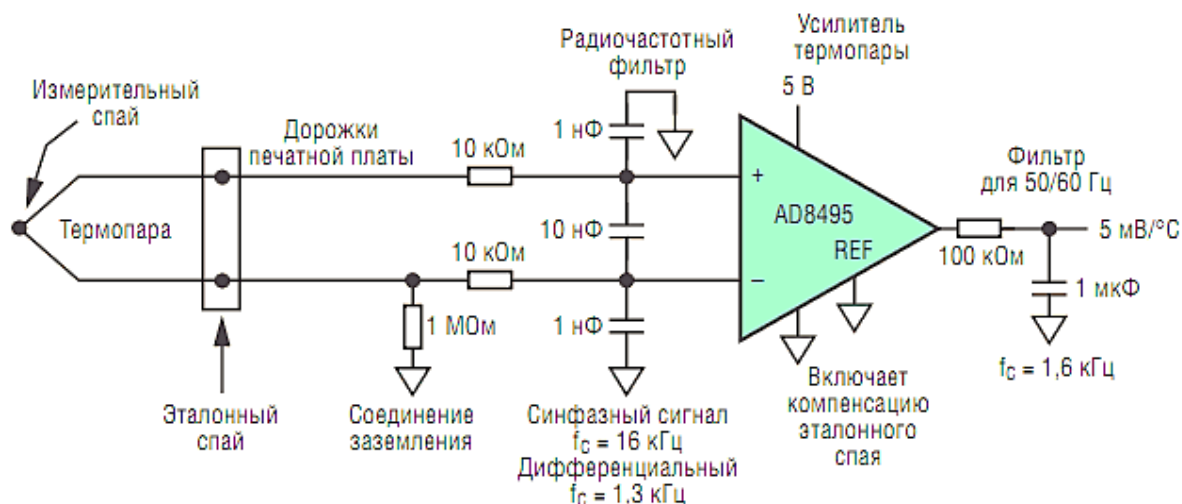 Измерительный
спай
Термопара
Эталонный
спай
Дорожки
печатной платы
10 кОм
10 кОм
1 МОм
Соединение
заземления
Радиочастотный
фильтр
1 нФ
10 нФ
1 нФ
Синфазный сигнал
fC = 16 кГц
Дифференциальный
fC = 1,3 кГц
Усилитель
термопары
5 В
+
AD8495
REF
–
Включает
компенсацию
эталонного
спая
Фильтр
для 50/60 Гц
100 кОм
5 мВ/°C
1 мкФ
fC = 1,6 кГц